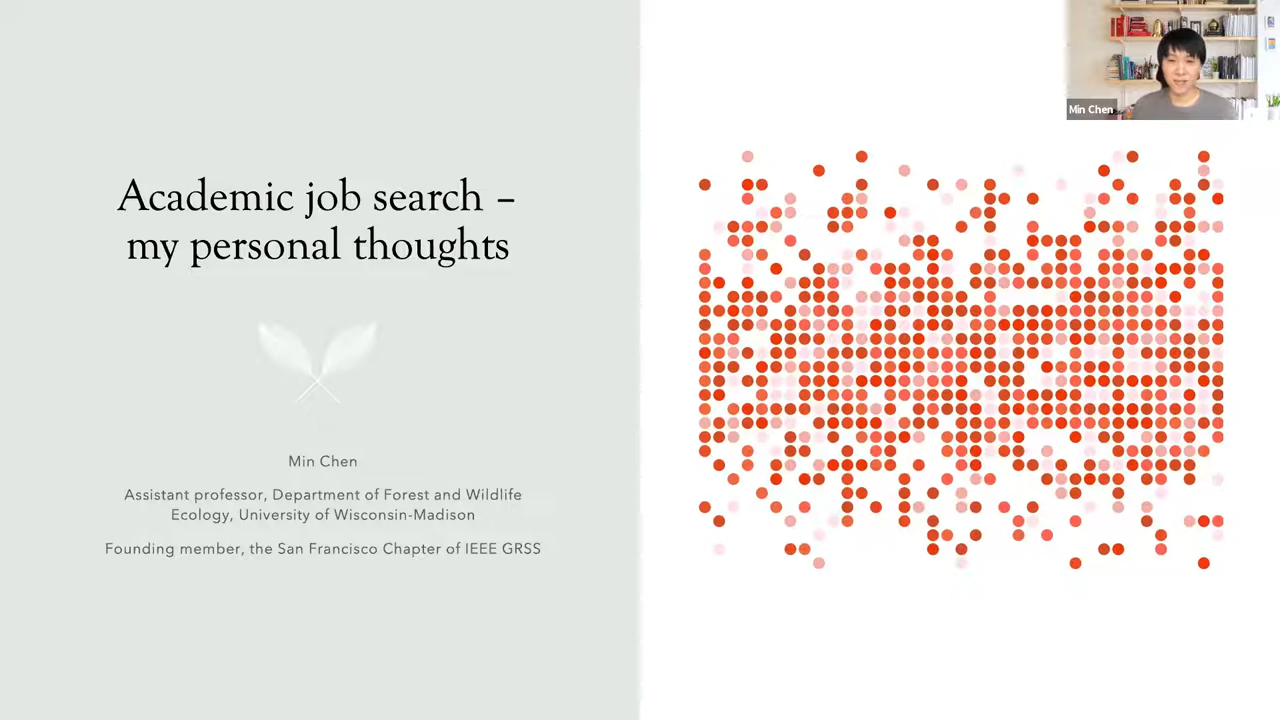 Min Chen
Academic job search –
my personal thoughts
Min Chen
Assistant professor, Department of Forest and Wildlife
Ecology, University of Wisconsin-Madison
Founding member, the San Francisco Chapter of IEEE GRSS